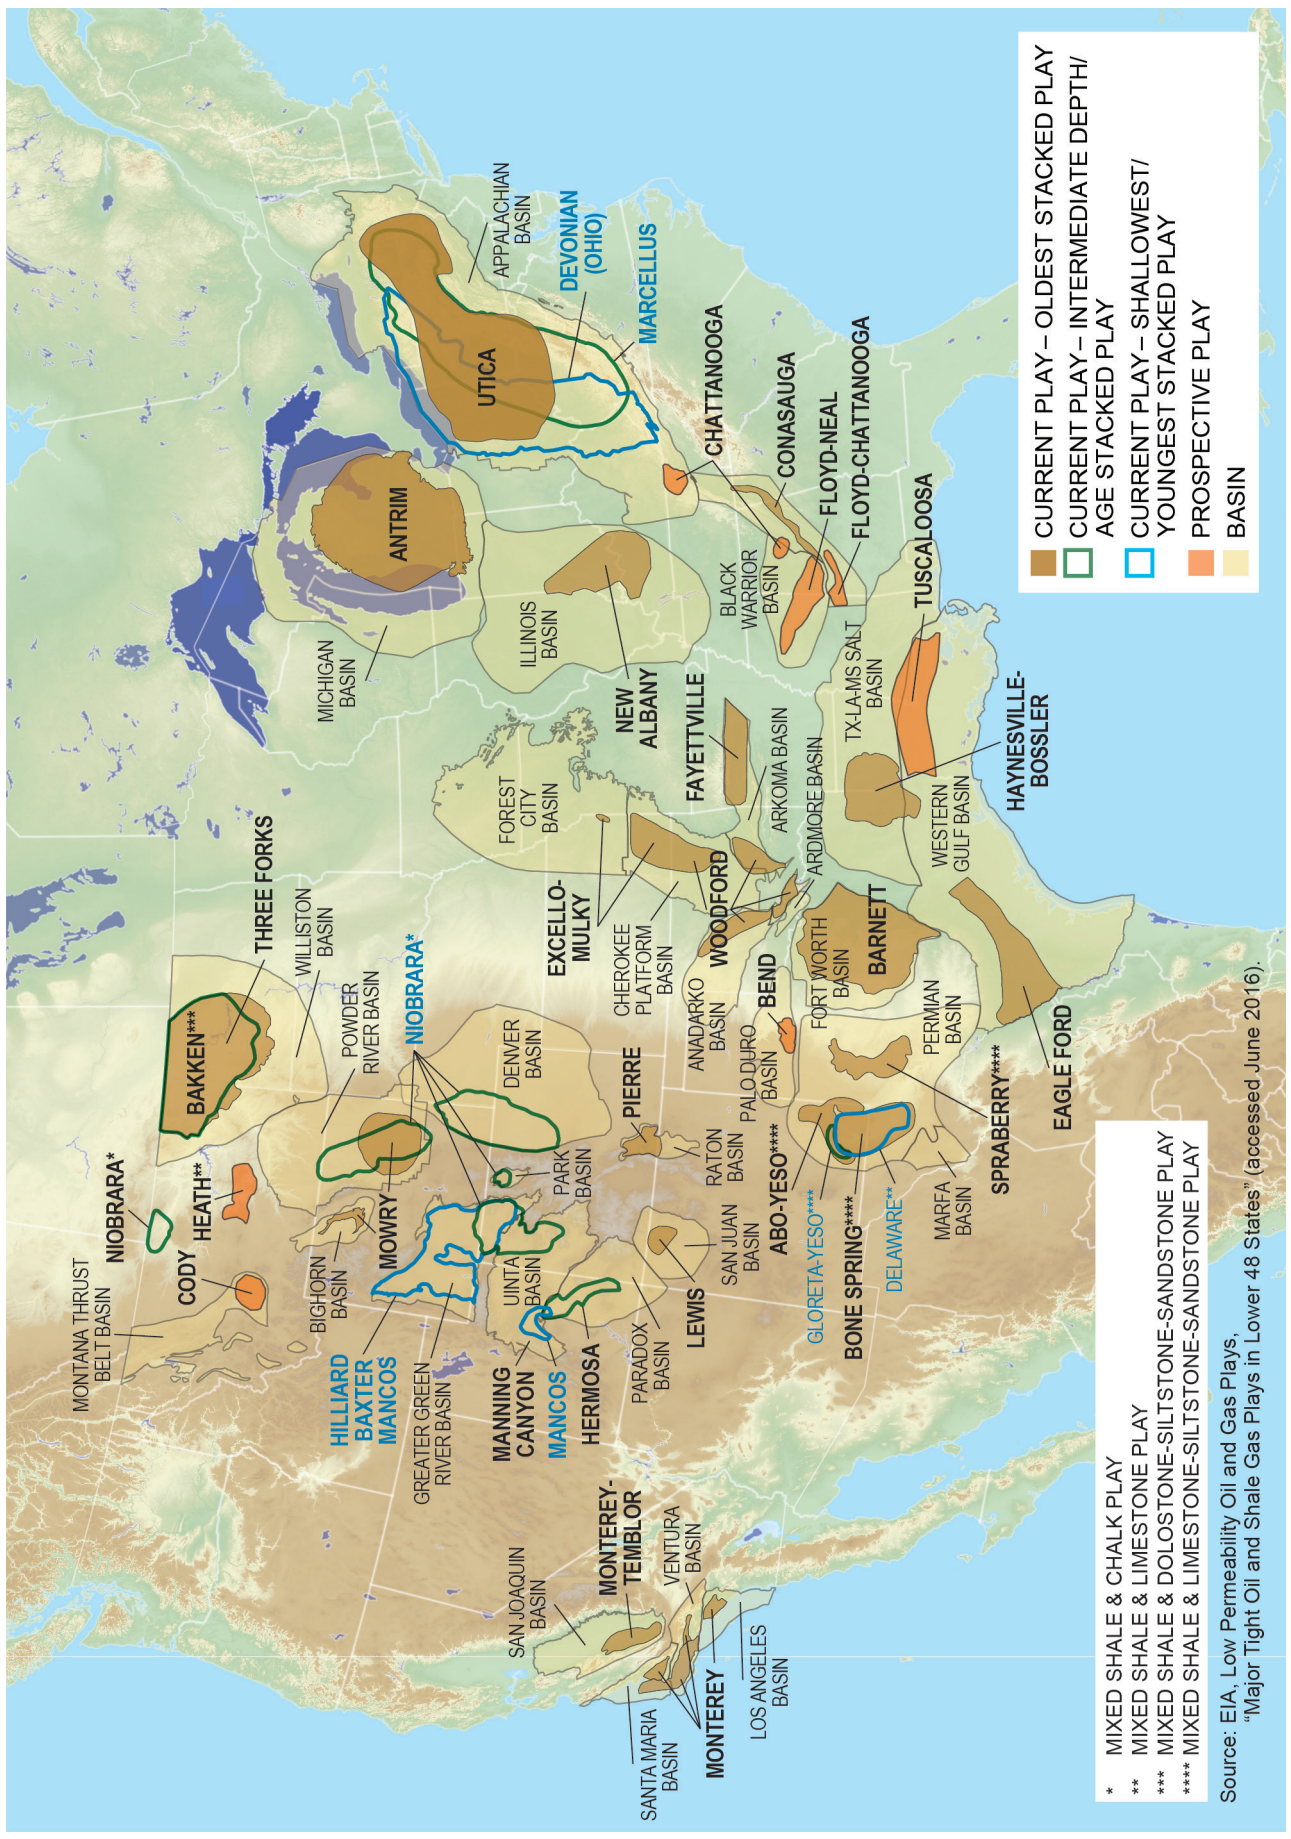 MONTANA THRUST
BELT BASIN
NIOBRARA*
HEATH**
CODY
BAKKEN***
THREE FORKS
WILLISTON
BASIN
POWDER
RIVER BASIN
NIOBRARA*
BIGHORN
BASIN
MOWRY
HILLIARD
BAXTER
MANCOS
GREATER GREEN
RIVER BASIN
DENVER
BASIN
PARK
BASIN
UINTA
BASIN
MANNING
CANYON
MANCOS
HERMOSA
PARADOX
BASIN
PIERRE
RATON
BASIN
SAN JUAN
BASIN
LEWIS
SAN JOAQUIN
BASIN
MONTEREY-
TEMBLOR
VENTURA
BASIN
SANTA MARIA
BASIN
MONTEREY
LOS ANGELES
BASIN
MICHIGAN
BASIN
ANTRIM
ILLINOIS
BASIN
NEW
ALBANY
FOREST
CITY
BASIN
EXCELLO-
MULKY
CHEROKEE
PLATFORM
BASIN
WOODFORD
ANADARKO
BASIN
FAYETTVILLE
ARKOMA BASIN
ARDMORE BASIN
PALO DURO
BASIN
BEND
FORT WORTH
BASIN
BARNETT
PERMIAN
BASIN
ABO-YESO****
GLORETA-YESO****
BONE SPRING****
DELAWARE**
MARFA
BASIN
SPRABERRY****
EAGLE FORD
WESTERN
GULF BASIN
TX-LA-MS SALT
BASIN
HAYNESVILLE-
BOSSLER
TUSCALOOSA
BLACK
WARRIOR
BASIN
FLOYD-CHATTANOOGA
FLOYD-NEAL
CONASAUGA
CHATTANOOGA
UTICA
APPALACHIAN
BASIN
DEVONIAN
(OHIO)
MARCELLUS
CURRENT PLAY – OLDEST STACKED PLAY
CURRENT PLAY – INTERMEDIATE DEPTH/
AGE STACKED PLAY
CURRENT PLAY – SHALLOWEST/
YOUNGEST STACKED PLAY
PROSPECTIVE PLAY
BASIN
* MIXED SHALE & CHALK PLAY
** MIXED SHALE & LIMESTONE PLAY
*** MIXED SHALE & DOLOSTONE-SILTSTONE-SANDSTONE PLAY
**** MIXED SHALE & LIMESTONE-SILTSTONE-SANDSTONE PLAY
Source: EIA, Low Permeability Oil and Gas Plays,
“Major Tight Oil and Shale Gas Plays in Lower 48 States” (accessed June 2016).